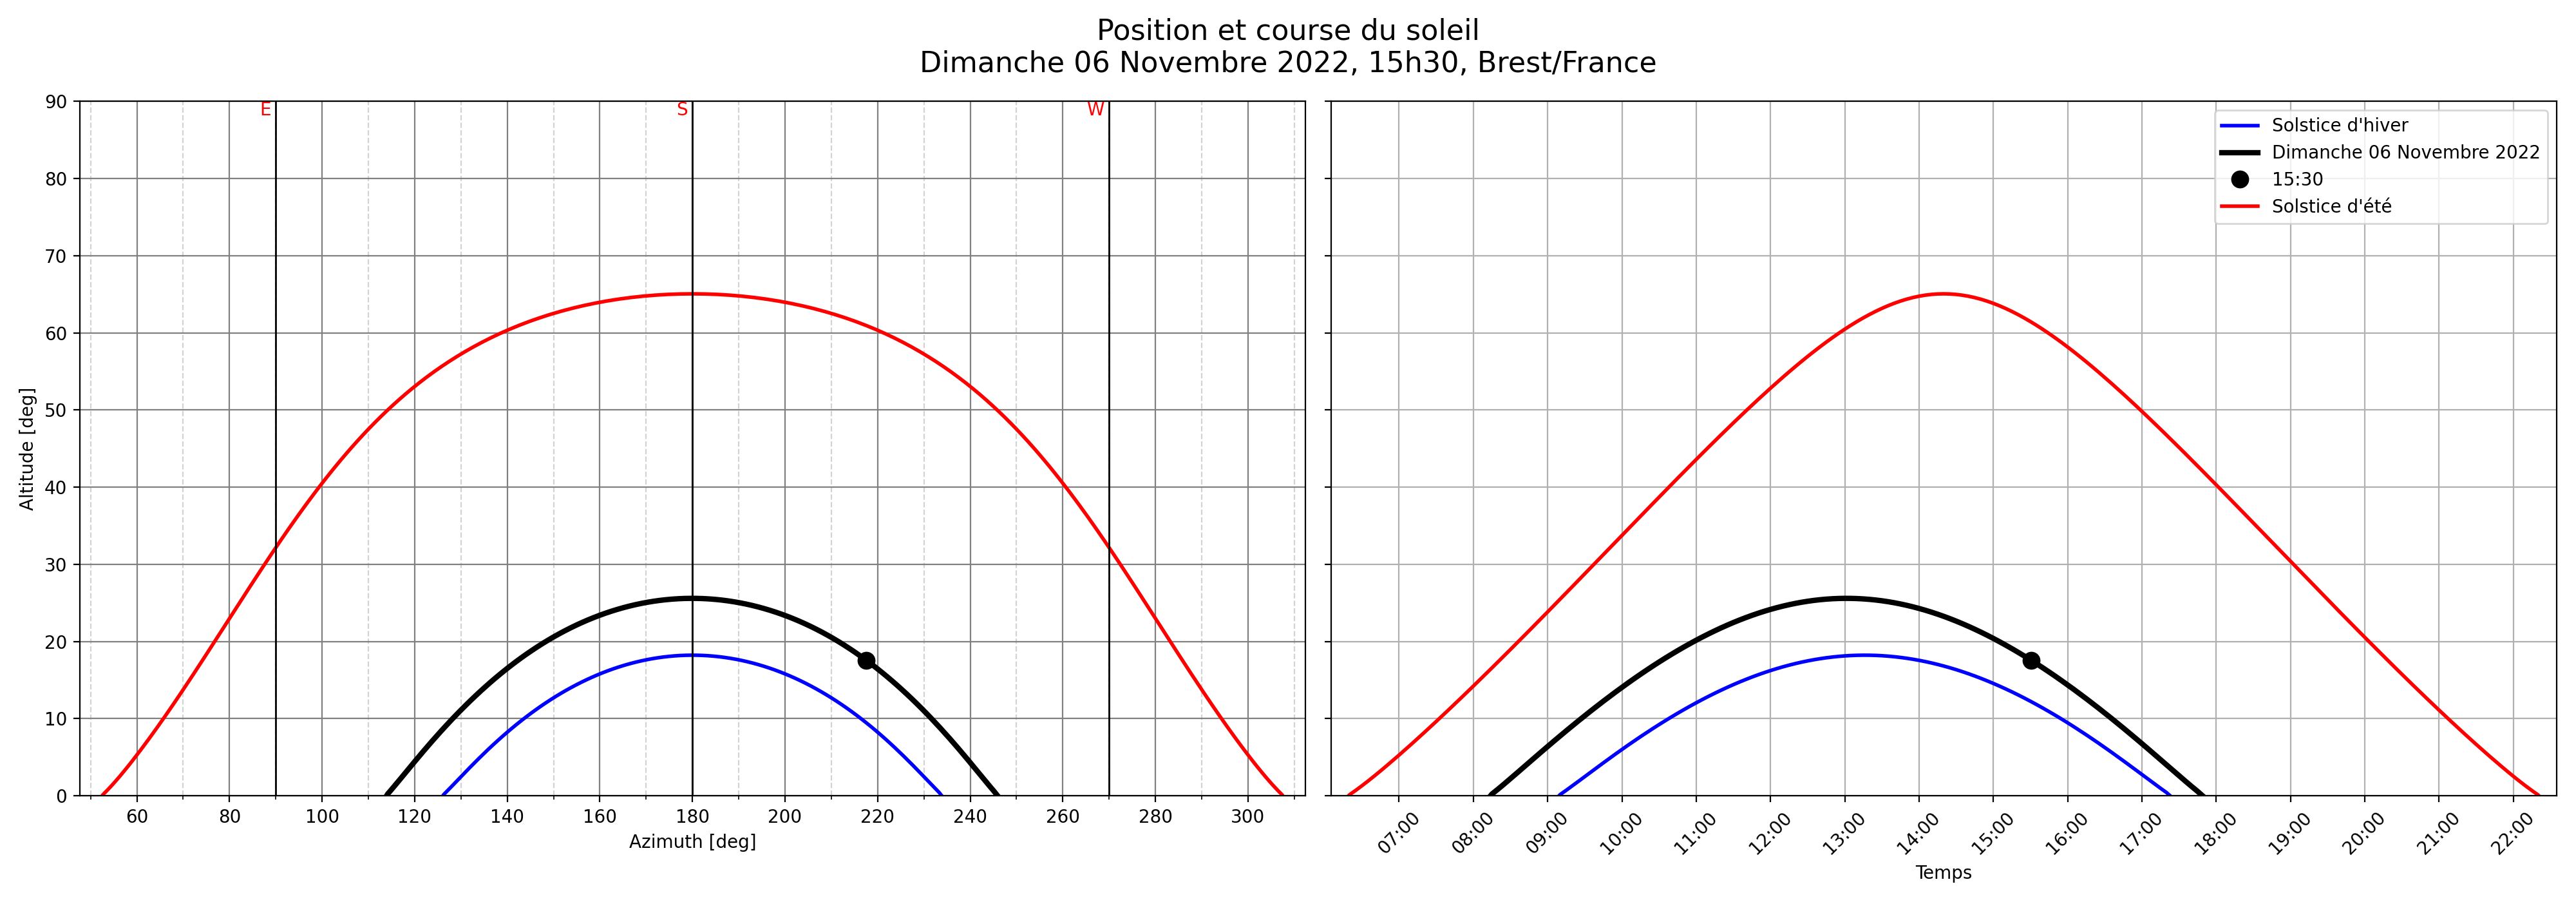 Position et course du soleil
Dimanche 06 Novembre 2022, 15h30, Brest/France
E
S
W
90
80
70
60
50
40
30
20
10
0
Altitude [deg]
60 80 100 120 140 160 180 200 220 240 260 280 300
Azimuth [deg]
Solstice d'hiver
Dimanche 06 Novembre 2022
15:30
Solstice d'été
07:00 08:00 09:00 10:00 11:00 12:00 13:00 14:00 15:00 16:00 17:00 18:00 19:00 20:00 21:00 22:00
Temps